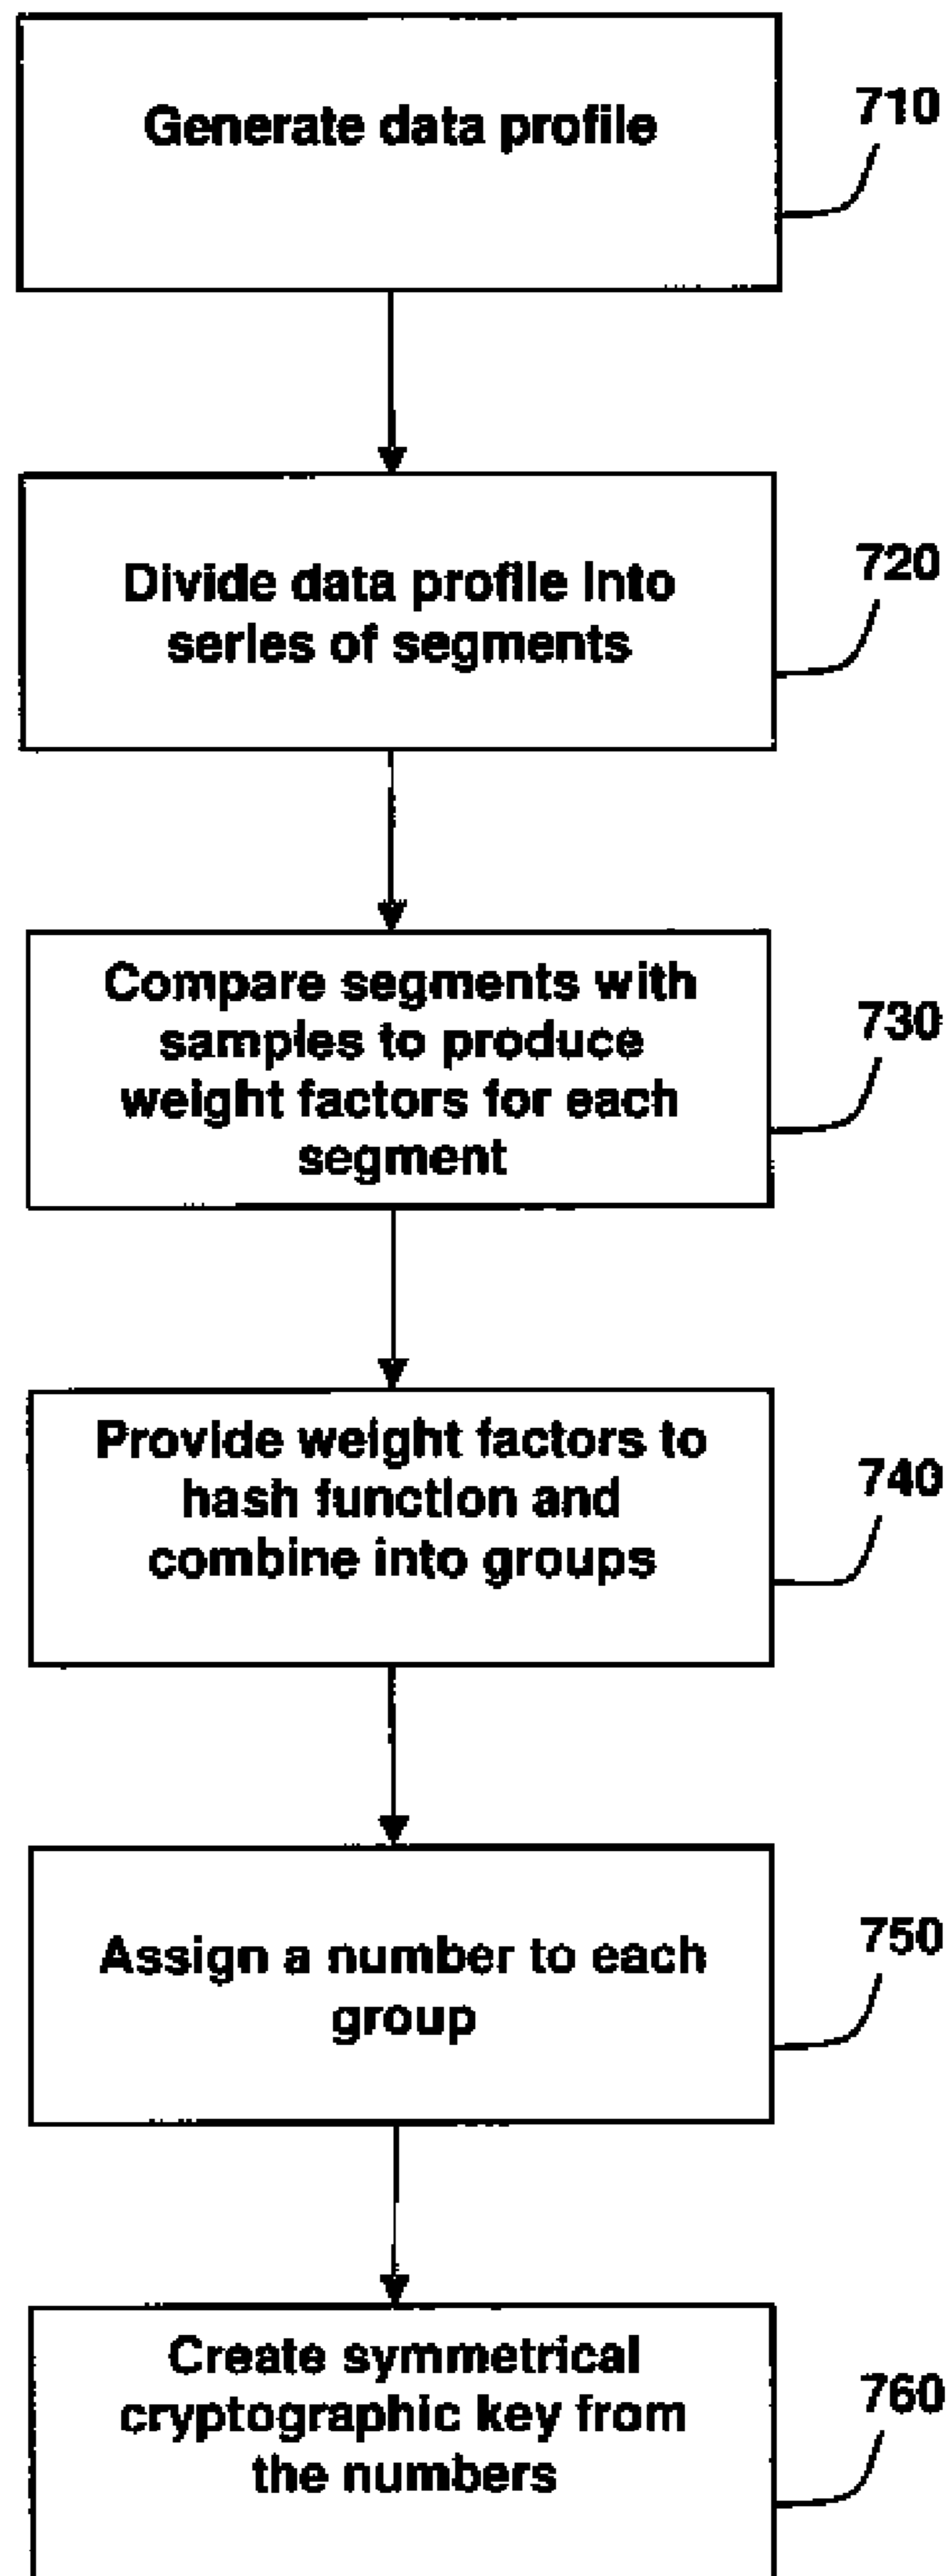 Generate data profile
710
Divide data profile into
series of segments
720
Compare segments with
samples to produce
weight factors for each
segment
730
Provide weight factors to
hash function and
combine into groups
740
Assign a number to each
group
750
Create symmetrical
cryptographic key from
the numbers
760